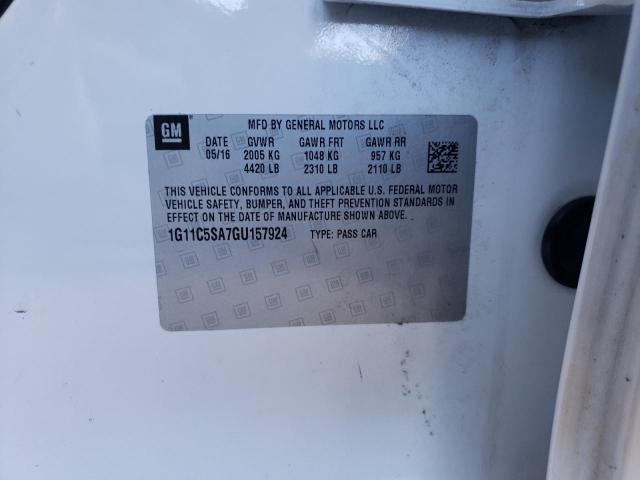 GM
MFD BY GENERAL MOTORS LLC
DATE GVWR GAWR FRT GAWR RR
05/16 2005 KG 1048 KG 957 KG
4420 LB 2310 LB 2110 LB
THIS VEHICLE CONFORMS TO ALL APPLICABLE U.S. FEDERAL MOTOR
VEHICLE SAFETY, BUMPER, AND THEFT PREVENTION STANDARDS IN
EFFECT ON THE DATE OF MANUFACTURE SHOWN ABOVE.
1G11C5SA7GU157924 TYPE: PASS CAR